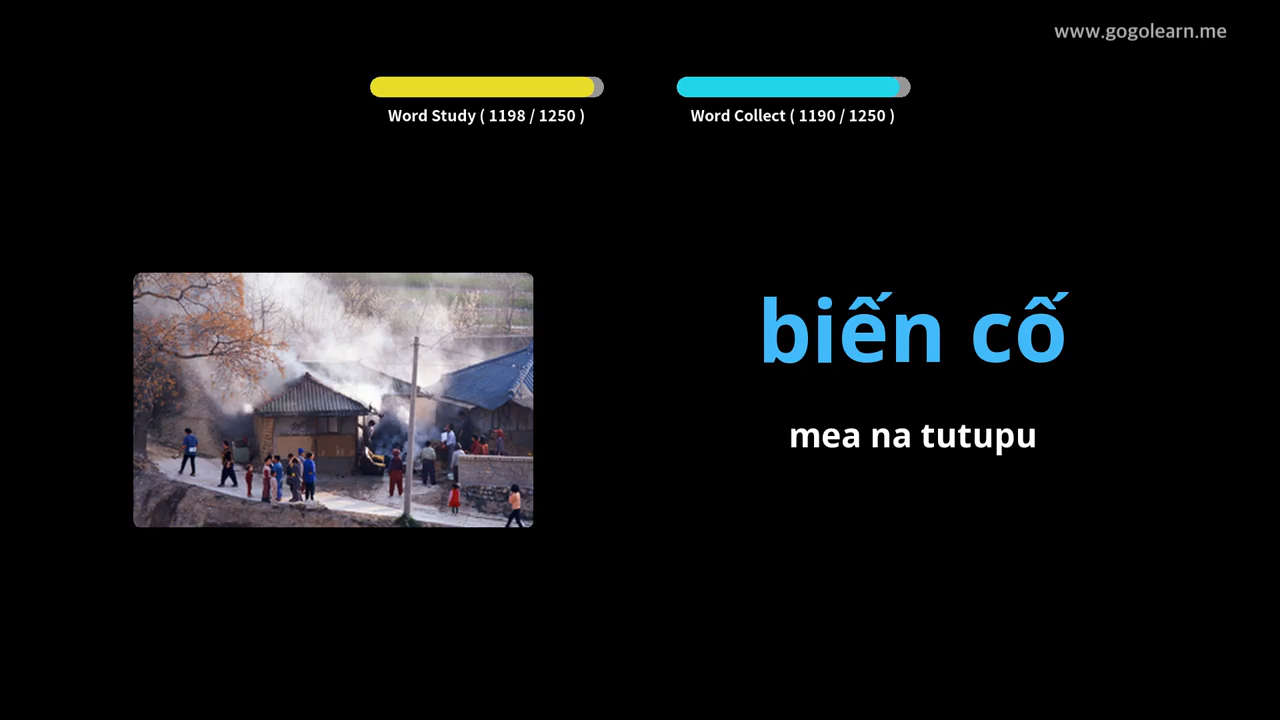 www.gogolearn.me
Word Study ( 1198 / 1250 )
Word Collect ( 1190 / 1250 )
biến cố
mea na tutupu